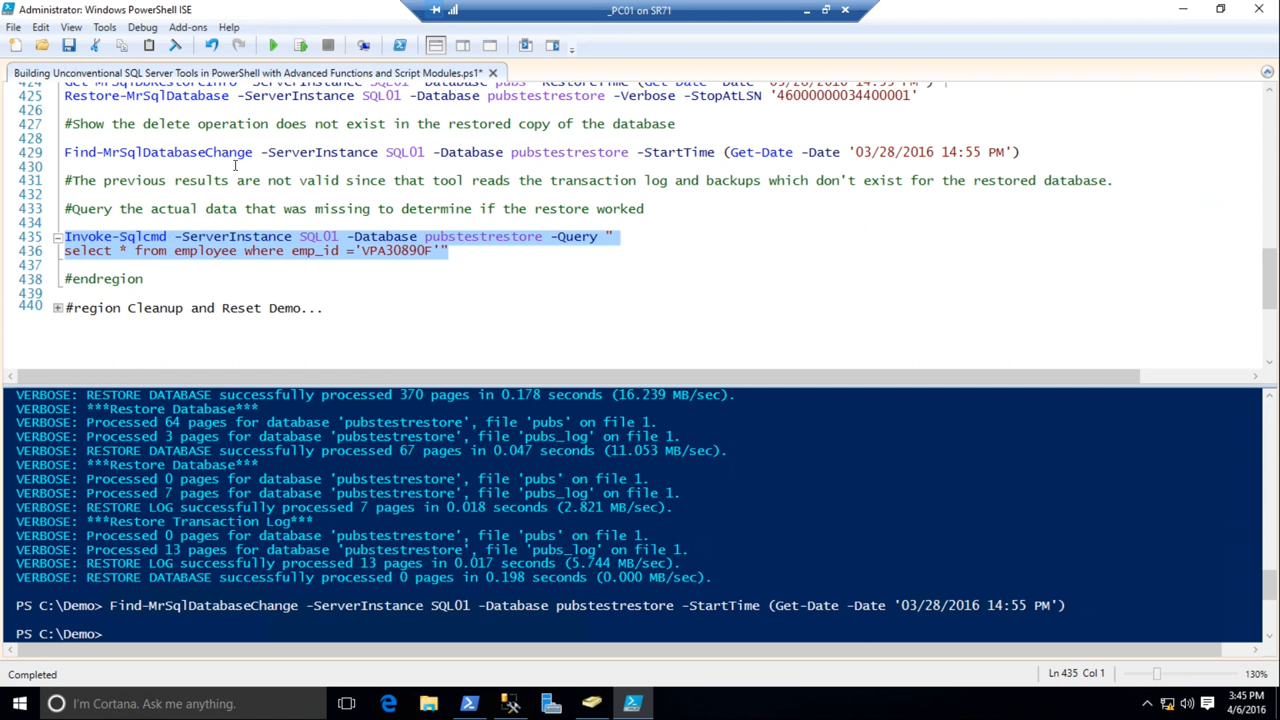 Administrator: Windows PowerShell ISE
_PC01 on SR71
File Edit View Tools Debug Add-ons Help
Building Unconventional SQL Server Tools in PowerShell with Advanced Functions and Script Modules.ps1*
425 Restore-MrSqlDatabase -ServerInstance SQL01 -Database pubstestrestore -Verbose -StopAtLSN '46000000034400001'
426
427 #Show the delete operation does not exist in the restored copy of the database
428
429 Find-MrSqlDatabaseChange -ServerInstance SQL01 -Database pubstestrestore -StartTime (Get-Date -Date '03/28/2016 14:55 PM')
430
431 #The previous results are not valid since that tool reads the transaction log and backups which don't exist for the restored database.
432
433 #Query the actual data that was missing to determine if the restore worked
434
435 Invoke-Sqlcmd -ServerInstance SQL01 -Database pubstestrestore -Query "
436 select * from employee where emp_id ='VPA30890F'"
437
438 #endregion
439
440 #region Cleanup and Reset Demo...
VERBOSE: RESTORE DATABASE successfully processed 370 pages in 0.178 seconds (16.239 MB/sec).
VERBOSE: ***Restore Database***
VERBOSE: Processed 64 pages for database 'pubstestrestore', file 'pubs' on file 1.
VERBOSE: Processed 3 pages for database 'pubstestrestore', file 'pubs_log' on file 1.
VERBOSE: RESTORE DATABASE successfully processed 67 pages in 0.047 seconds (11.053 MB/sec).
VERBOSE: ***Restore Database***
VERBOSE: Processed 0 pages for database 'pubstestrestore', file 'pubs' on file 1.
VERBOSE: Processed 7 pages for database 'pubstestrestore', file 'pubs_log' on file 1.
VERBOSE: RESTORE LOG successfully processed 7 pages in 0.018 seconds (2.821 MB/sec).
VERBOSE: ***Restore Transaction Log***
VERBOSE: Processed 0 pages for database 'pubstestrestore', file 'pubs' on file 1.
VERBOSE: Processed 13 pages for database 'pubstestrestore', file 'pubs_log' on file 1.
VERBOSE: RESTORE LOG successfully processed 13 pages in 0.017 seconds (5.744 MB/sec).
VERBOSE: RESTORE DATABASE successfully processed 0 pages in 0.198 seconds (0.000 MB/sec).
PS C:\Demo> Find-MrSqlDatabaseChange -ServerInstance SQL01 -Database pubstestrestore -StartTime (Get-Date -Date '03/28/2016 14:55 PM')
PS C:\Demo>
Completed
Ln 435 Col 1
130%
I'm Cortana. Ask me anything.
3:45 PM
4/6/2016